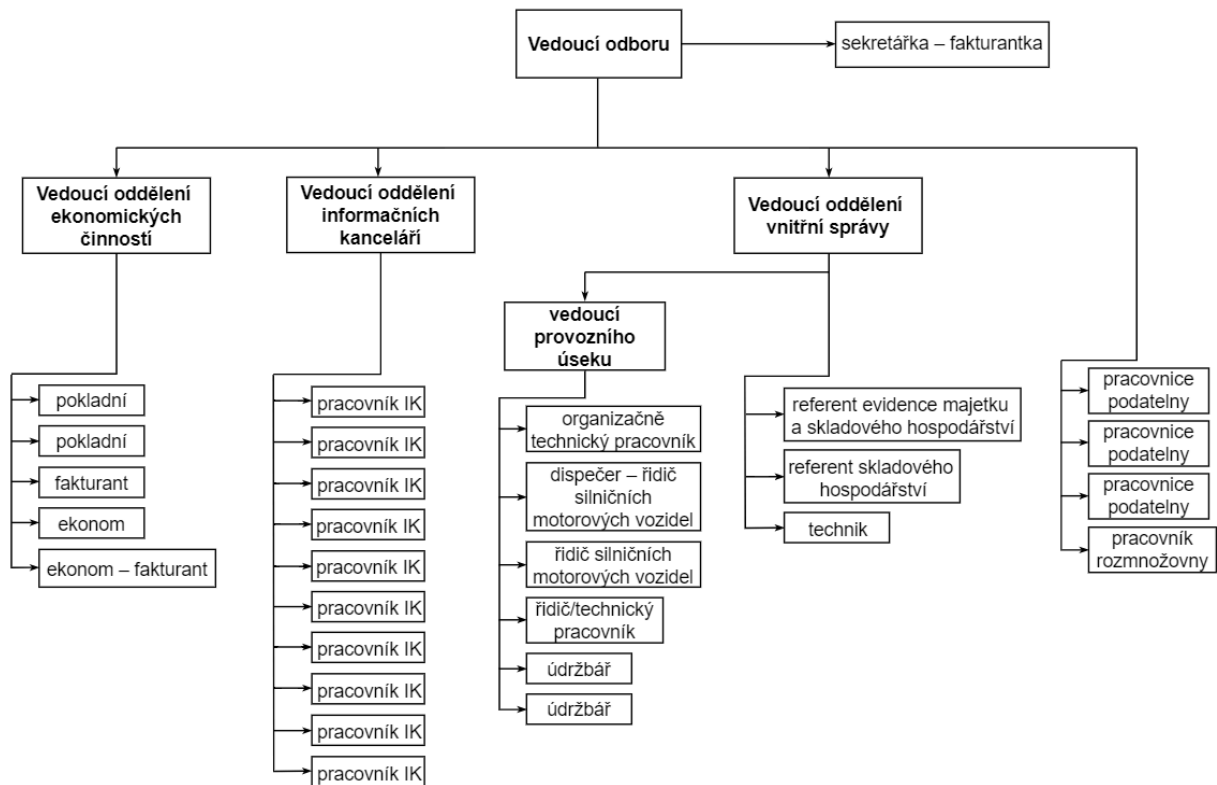 Vedoucí odboru
sekretářka – fakturantka
Vedoucí oddělení
ekonomických
činností
Vedoucí oddělení
informačních
kanceláří
Vedoucí oddělení
vnitřní správy
vedoucí
provozního
úseku
pokladní
pokladní
fakturant
ekonom
ekonom – fakturant
pracovník IK
pracovník IK
pracovník IK
pracovník IK
pracovník IK
pracovník IK
pracovník IK
pracovník IK
pracovník IK
pracovník IK
organizačně
technický pracovník
dispečer – řidič
silničních
motorových vozidel
řidič silničních
motorových vozidel
řidič/technický
pracovník
údržbář
údržbář
referent evidence majetku
a skladového hospodářství
referent skladového
hospodářství
technik
pracovnice
podatelny
pracovnice
podatelny
pracovnice
podatelny
pracovník
rozmnožovny